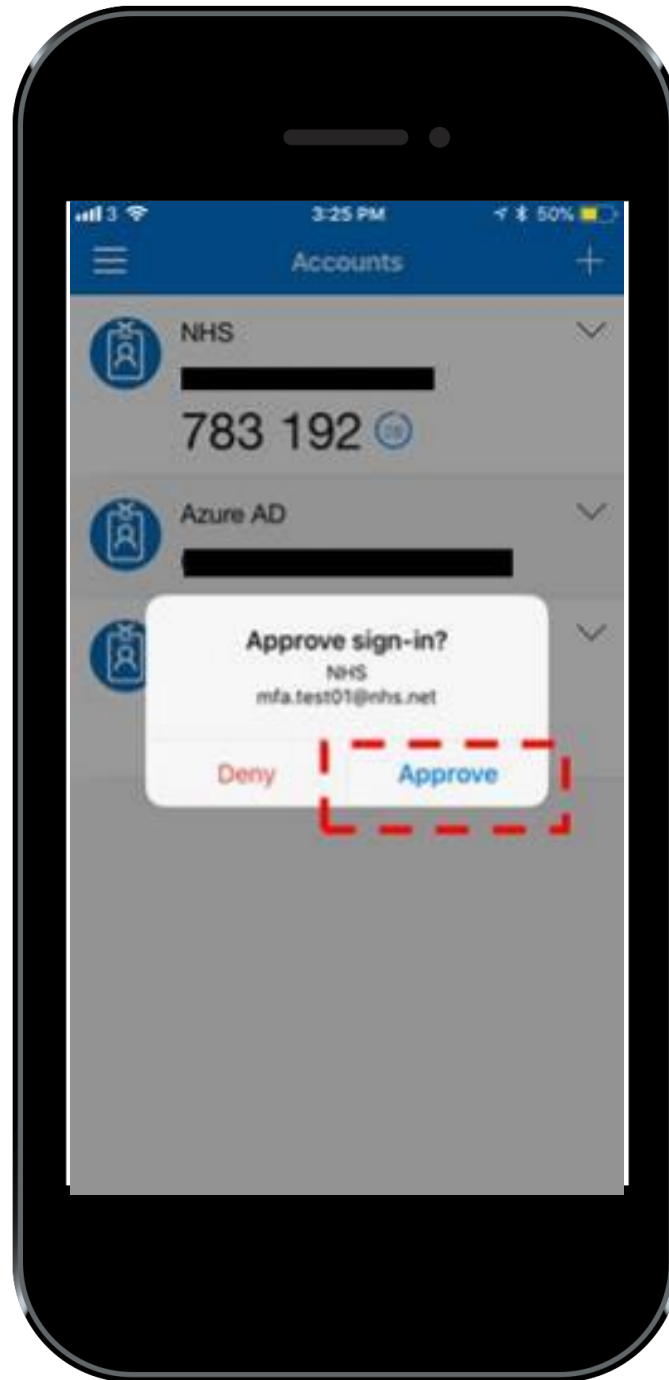 3
3:25 PM
50%
Accounts
NHS
783 192
Azure AD
Approve sign-in?
NHS
mfa.test01@nhs.net
Deny
Approve